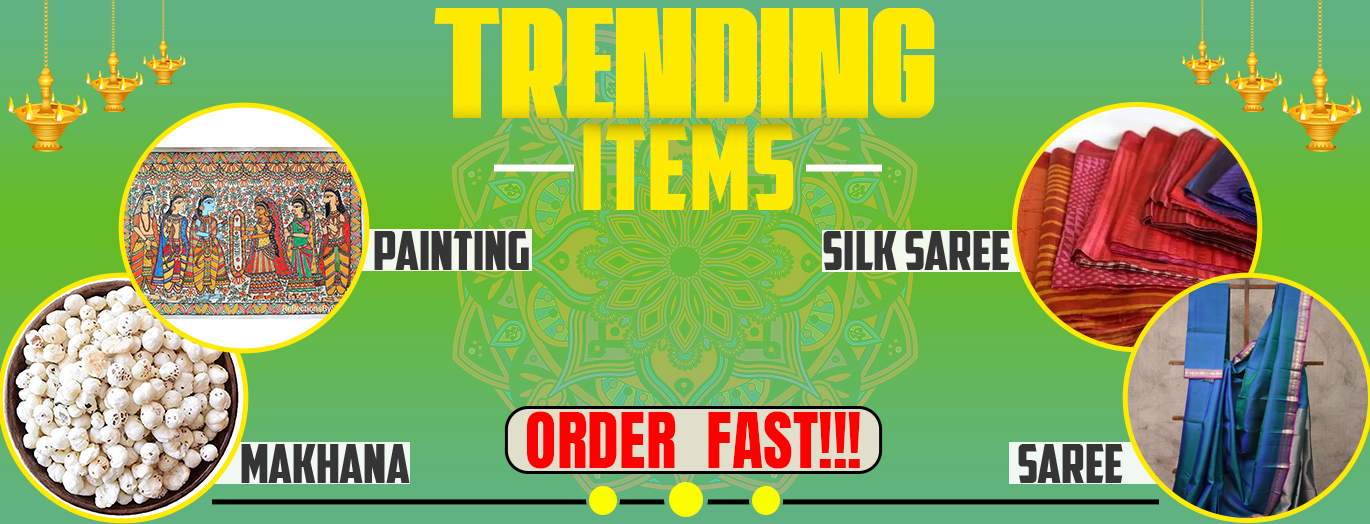 TRENDING
ITEMS
PAINTING
SILK SAREE
MAKHANA
ORDER FAST!!!
SAREE